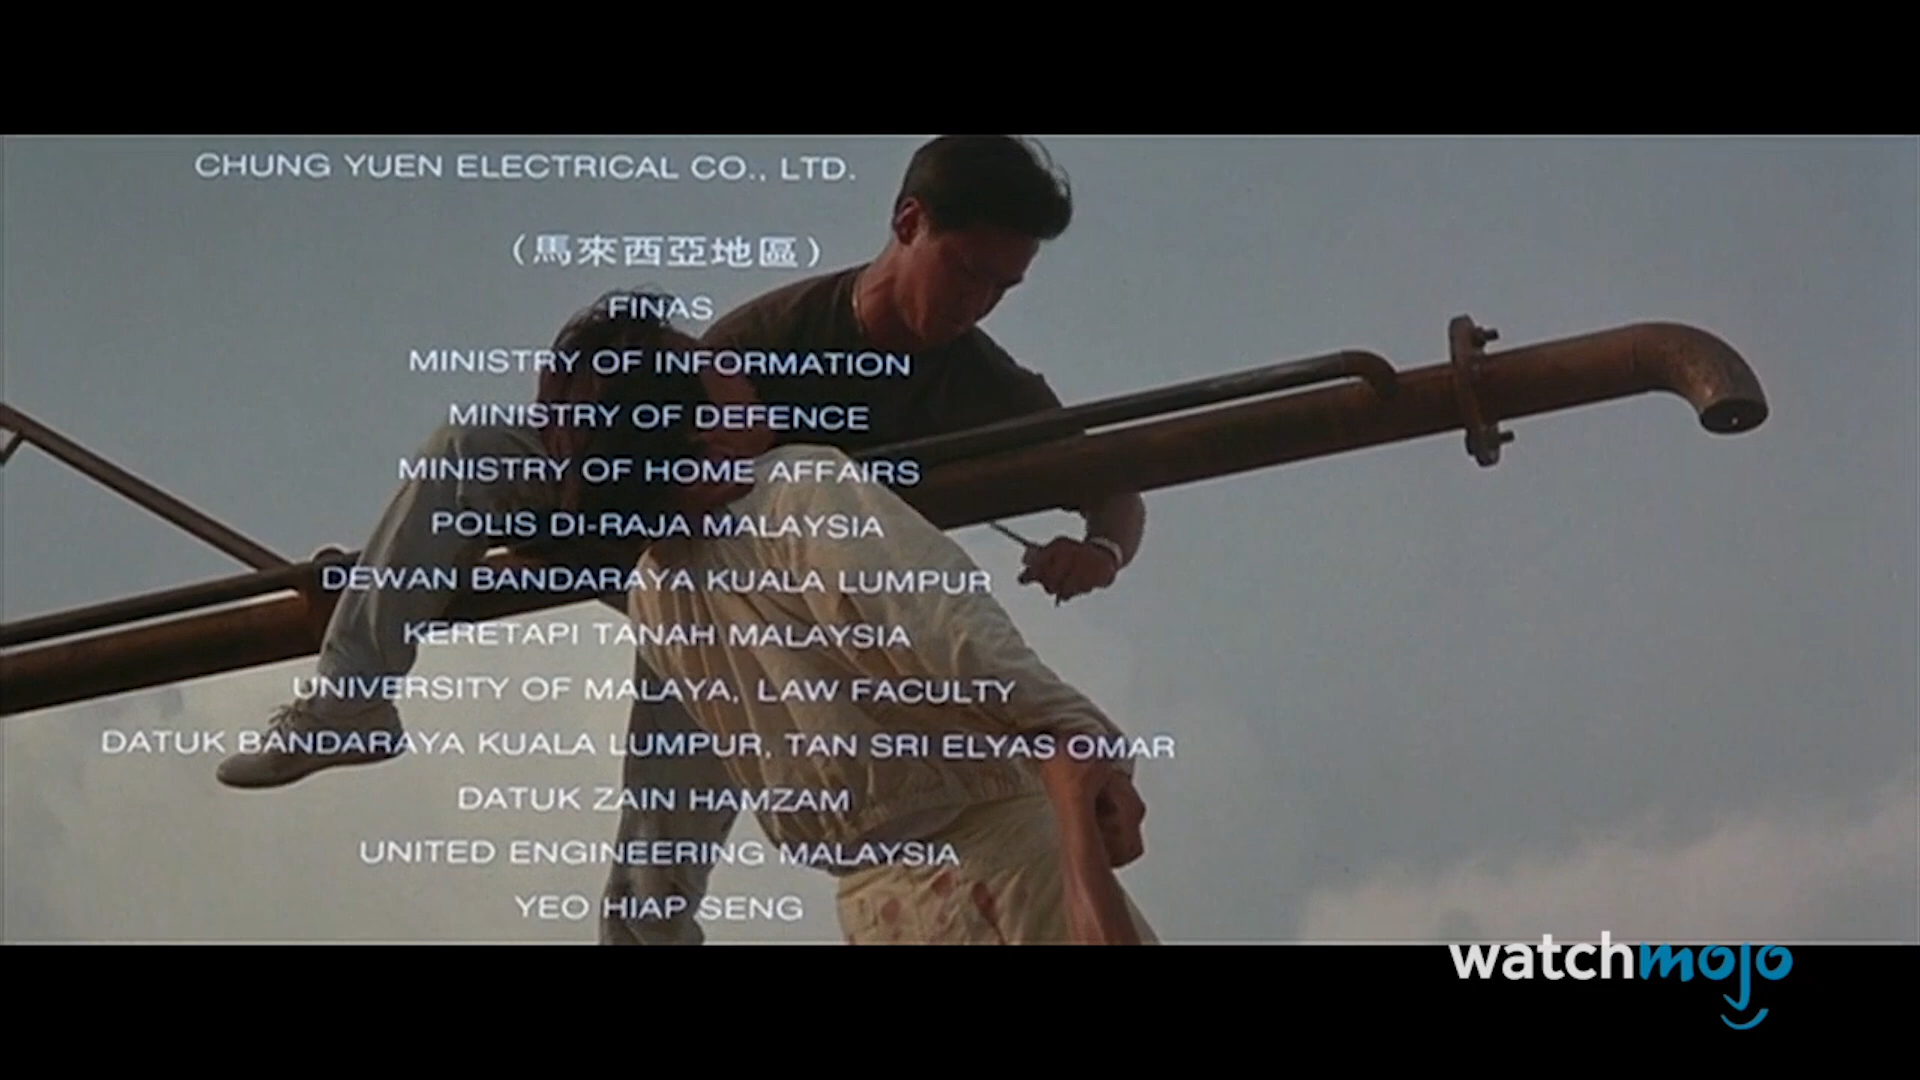 CHUNG YUEN ELECTRICAL CO., LTD.
(馬來西亞地區)
FINAS
MINISTRY OF INFORMATION
MINISTRY OF DEFENCE
MINISTRY OF HOME AFFAIRS
POLIS DI-RAJA MALAYSIA
DEWAN BANDARAYA KUALA LUMPUR
KERETAPI TANAH MALAYSIA
UNIVERSITY OF MALAYA, LAW FACULTY
DATUK BANDARAYA KUALA LUMPUR, TAN SRI ELYAS OMAR
DATUK ZAIN HAMZAM
UNITED ENGINEERING MALAYSIA
YEO HIAP SENG
watchmojo